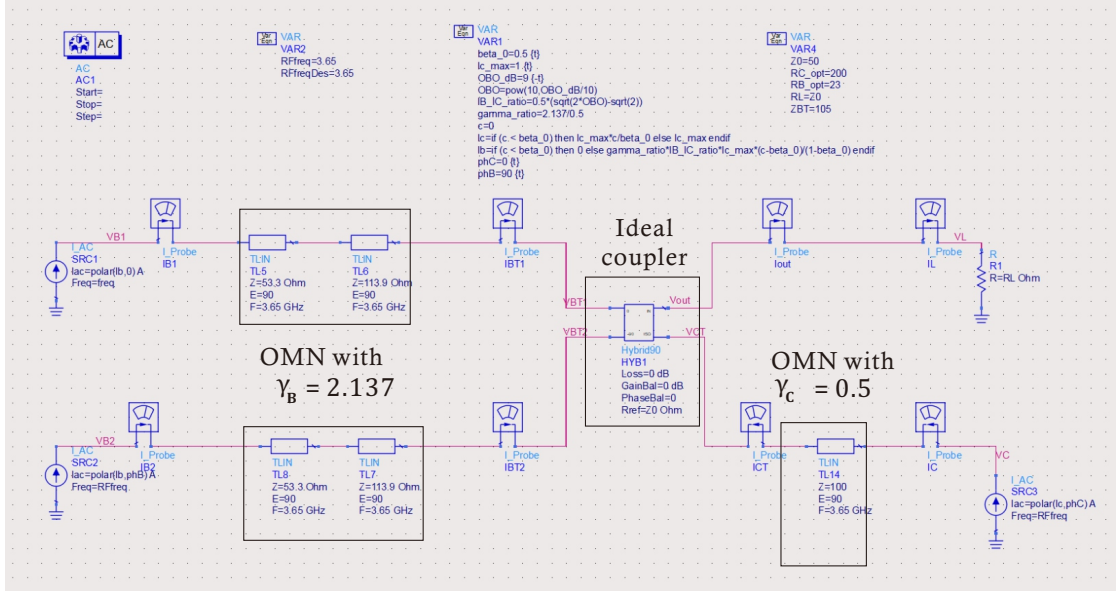 AC
AC
AC1
Start=
Stop=
Step=
Var
Eqn
VAR
VAR2
RFfreq=3.65
RFfreqDes=3.65
Var
Eqn
VAR
VAR1
beta_0=0.5 {t}
Ic_max=1 {t}
OBO_dB=9 {-t}
OBO=pow(10,OBO_dB/10)
IB_IC_ratio=0.5*(sqrt(2*OBO)-sqrt(2))
gamma_ratio=2.137/0.5
c=0
Ic=if (c < beta_0) then Ic_max*c/beta_0 else Ic_max endif
Ib=if (c < beta_0) then 0 else gamma_ratio*IB_IC_ratio*Ic_max*(c-beta_0)/(1-beta_0) endif
phC=0 {t}
phB=90 {t}
Var
Eqn
VAR
VAR4
Z0=50
RC_opt=200
RB_opt=23
RL=Z0
ZBT=105
VB1
I_AC
SRC1
Iac=polar(Ib,0) A
Freq=freq
I_Probe
IB1
TLIN
TL5
Z=53.3 Ohm
E=90
F=3.65 GHz
TLIN
TL6
Z=113.9 Ohm
E=90
F=3.65 GHz
I_Probe
IBT1
Ideal
coupler
VBT1
VBT2
Vout
VCT
Hybrid90
HYB1
Loss=0 dB
GainBal=0 dB
PhaseBal=0
Rref=Z0 Ohm
I_Probe
Iout
I_Probe
IL
VL
R
R1
R=RL Ohm
OMN with
γB = 2.137
OMN with
γC = 0.5
VB2
I_AC
SRC2
Iac=polar(Ib,phB) A
Freq=RFfreq
I_Probe
IB2
TLIN
TL8
Z=53.3 Ohm
E=90
F=3.65 GHz
TLIN
TL7
Z=113.9 Ohm
E=90
F=3.65 GHz
I_Probe
IBT2
I_Probe
ICT
TLIN
TL14
Z=100
E=90
F=3.65 GHz
I_Probe
IC
VC
I_AC
SRC3
Iac=polar(Ic,phC) A
Freq=RFfreq